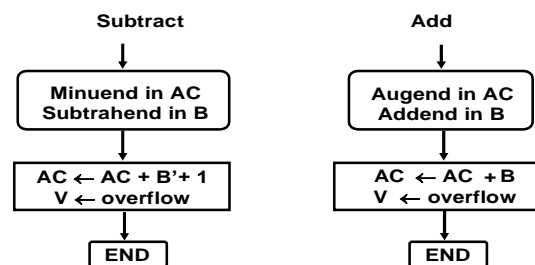 Subtract
Minuend in AC
Subtrahend in B
AC ← AC + B’+ 1
V ← overflow
END
Add
Augend in AC
Addend in B
AC ← AC + B
V ← overflow
END